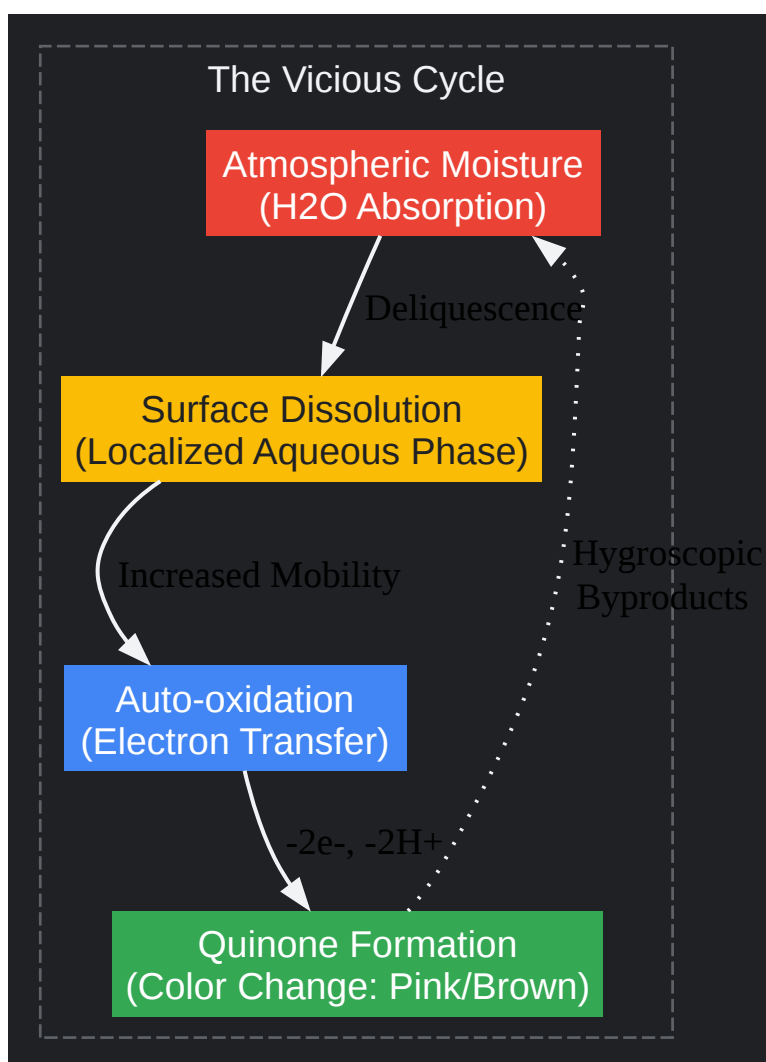 The Vicious Cycle
Atmospheric Moisture
(H2O Absorption)
Deliquescence
Surface Dissolution
(Localized Aqueous Phase)
Hygroscopic
Byproducts
Increased Mobility
Auto-oxidation
(Electron Transfer)
-2e-, -2H+
Quinone Formation
(Color Change: Pink/Brown)